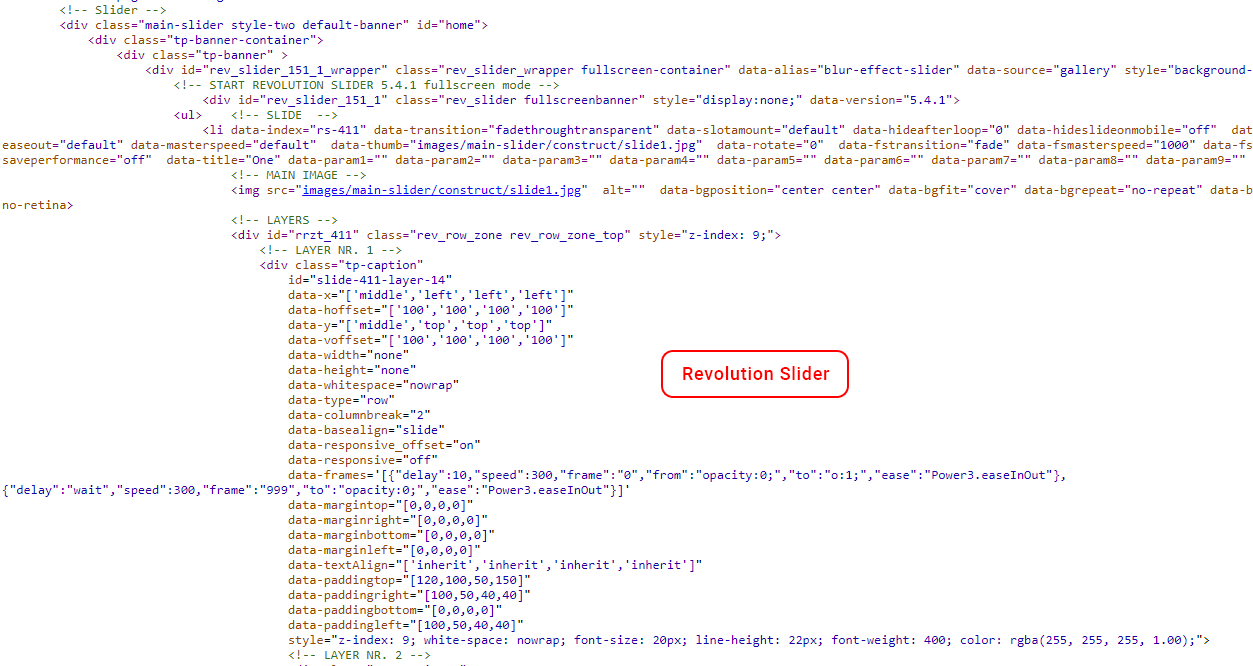 <!-- Slider -->
<div class="main-slider style-two default-banner" id="home">
<div class="tp-banner-container">
<div class="tp-banner" >
<div id="rev_slider_151_1_wrapper" class="rev_slider_wrapper fullscreen-container" data-alias="blur-effect-slider" data-source="gallery" style="background-
<!-- START REVOLUTION SLIDER 5.4.1 fullscreen mode -->
<div id="rev_slider_151_1" class="rev_slider fullscreenbanner" style="display:none;" data-version="5.4.1">
<ul> <!-- SLIDE -->
<li data-index="rs-411" data-transition="fadethroughtransparent" data-slotamount="default" data-hideafterloop="0" data-hideslideonmobile="off" dat
easeout="default" data-masterspeed="default" data-thumb="images/main-slider/construct/slide1.jpg" data-rotate="0" data-fstransition="fade" data-fsmasterspeed="1000" data-fs
saveperformance="off" data-title="One" data-param1="" data-param2="" data-param3="" data-param4="" data-param5="" data-param6="" data-param7="" data-param8="" data-param9=""
<!-- MAIN IMAGE -->
<img src="images/main-slider/construct/slide1.jpg" alt="" data-bgposition="center center" data-bgfit="cover" data-bgrepeat="no-repeat" data-b
no-retina>
<!-- LAYERS -->
<div id="rrzt_411" class="rev_row_zone rev_row_zone_top" style="z-index: 9;">
<!-- LAYER NR. 1 -->
<div class="tp-caption"
id="slide-411-layer-14"
data-x="['middle','left','left','left']"
data-hoffset="['100','100','100','100']"
data-y="['middle','top','top','top']"
data-voffset="['100','100','100','100']"
data-width="none"
data-height="none"
data-whitespace="nowrap"
Revolution Slider
data-type="row"
data-columnbreak="2"
data-basealign="slide"
data-responsive_offset="on"
data-responsive="off"
data-frames='[{"delay":10,"speed":300,"frame":"0","from":"opacity:0;","to":"o:1;","ease":"Power3.easeInOut"},
{"delay":"wait","speed":300,"frame":"999","to":"opacity:0;","ease":"Power3.easeInOut"}]'
data-margintop="[0,0,0,0]"
data-marginright="[0,0,0,0]"
data-marginbottom="[0,0,0,0]"
data-marginleft="[0,0,0,0]"
data-textAlign="['inherit','inherit','inherit','inherit']"
data-paddingtop="[120,100,50,150]"
data-paddingright="[100,50,40,40]"
data-paddingbottom="[0,0,0,0]"
data-paddingleft="[100,50,40,40]"
style="z-index: 9; white-space: nowrap; font-size: 20px; line-height: 22px; font-weight: 400; color: rgba(255, 255, 255, 1.00);">
<!-- LAYER NR. 2 -->